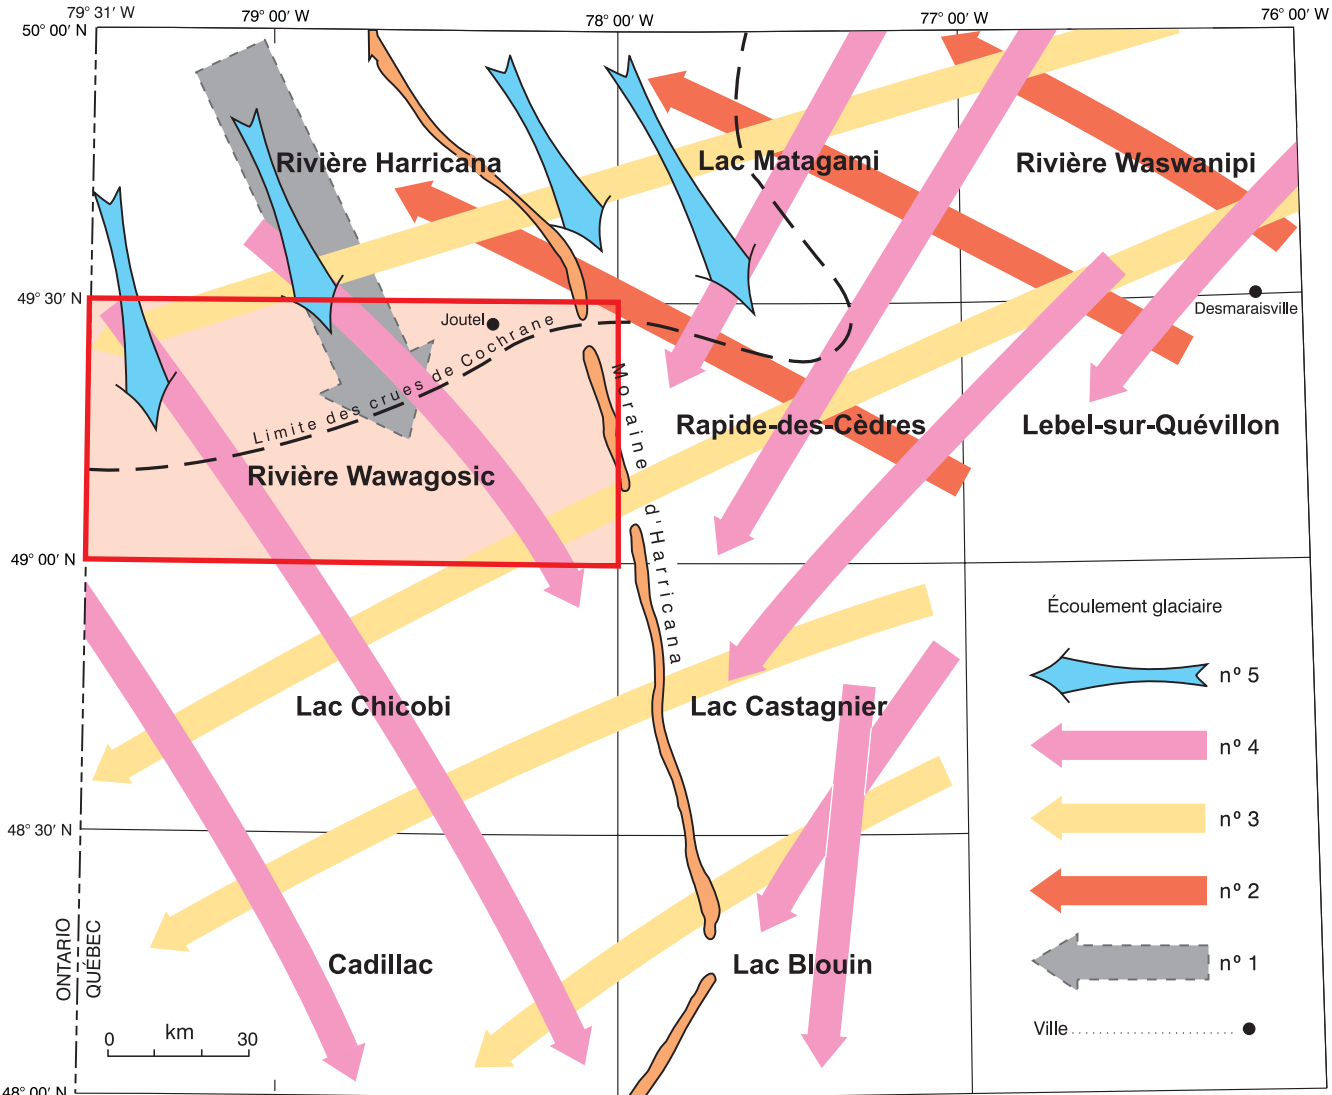 79° 31′ W
79° 00′ W
78° 00′ W
77° 00′ W
76° 00′ W
50° 00′ N
Rivière Harricana
Lac Matagami
Rivière Waswanipi
49° 30′ N
Joutel
Desmaraisville
Limite des crues de Cochrane
Moraine d'Harricana
Rapide-des-Cèdres
Lebel-sur-Quévillon
Rivière Wawagosic
49° 00′ N
Écoulement glaciaire
nº 5
Lac Chicobi
Lac Castagnier
nº 4
nº 3
48° 30′ N
nº 2
ONTARIO
QUÉBEC
Cadillac
Lac Blouin
nº 1
0 km 30
Ville
48° 00′ N